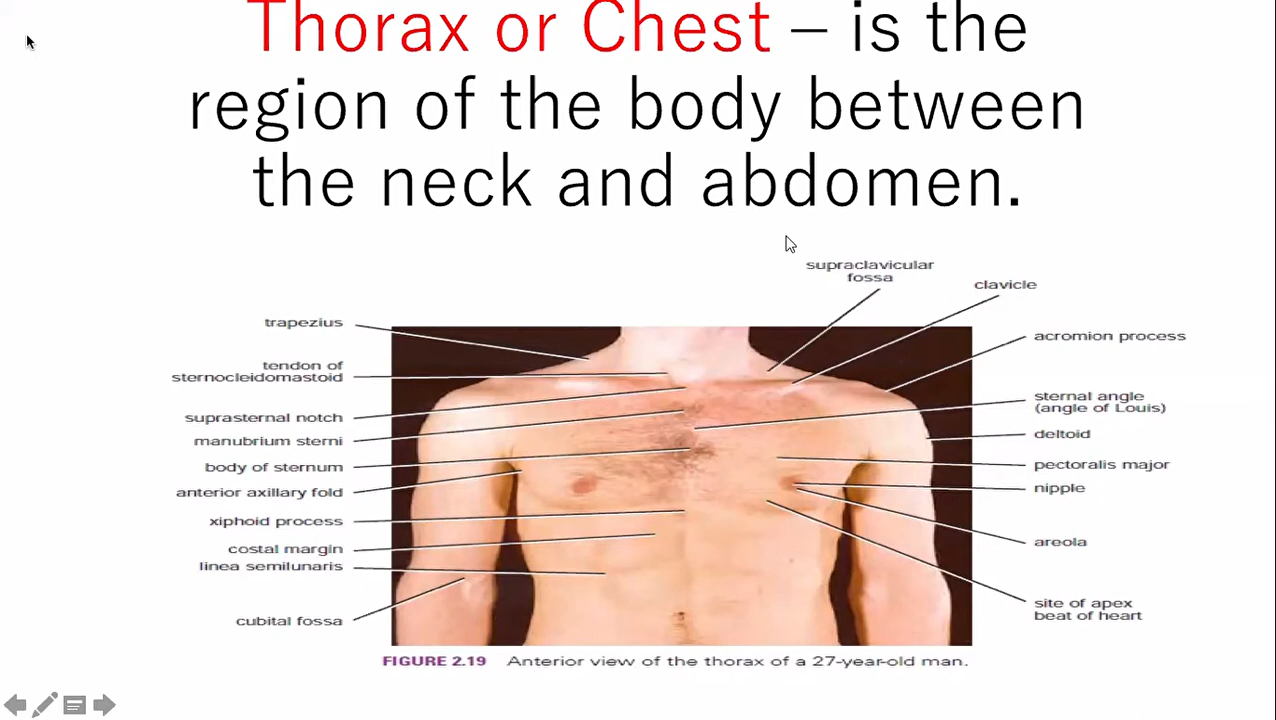 Thorax or Chest – is the
region of the body between
the neck and abdomen.
supraclavicular
fossa
clavicle
trapezius
acromion process
tendon of
sternocleidomastoid
sternal angle
(angle of Louis)
suprasternal notch
deltoid
manubrium sterni
pectoralis major
body of sternum
nipple
anterior axillary fold
xiphoid process
areola
costal margin
linea semilunaris
site of apex
beat of heart
cubital fossa
FIGURE 2.19 Anterior view of the thorax of a 27-year-old man.